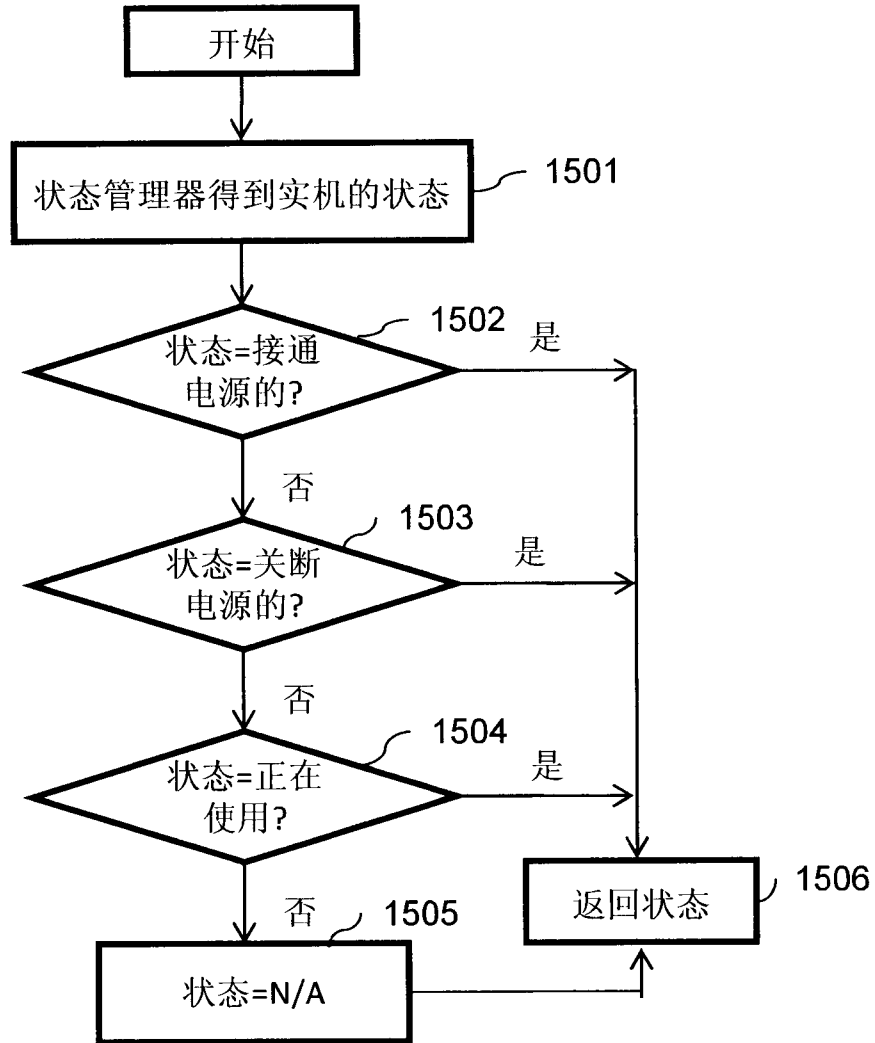 开始
状态管理器得到实机的状态
1501
状态=接通
电源的?
1502
是
否
状态=关断
电源的?
1503
是
否
状态=正在
使用?
1504
是
否
状态=N/A
1505
返回状态
1506